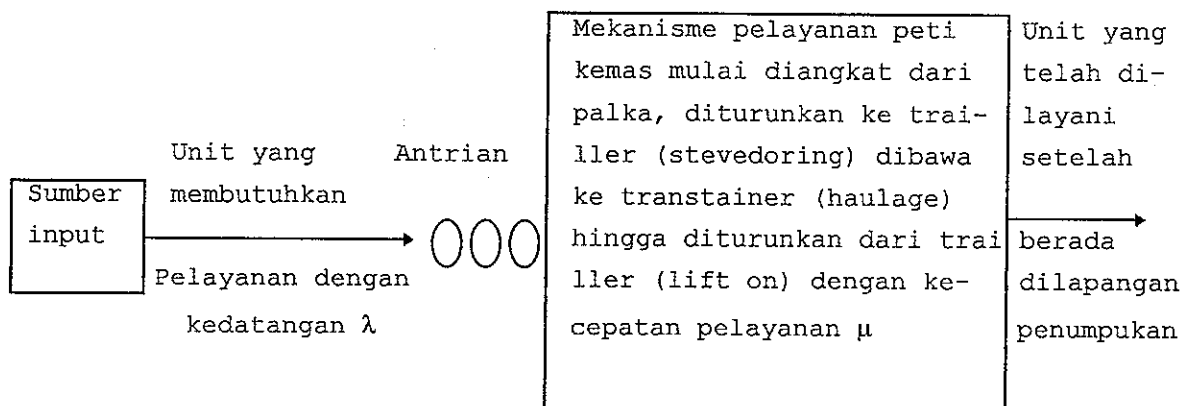 Sumber
input
Unit yang
membutuhkan
Pelayanan dengan
kedatangan λ
Antrian
Mekanisme pelayanan peti
kemas mulai diangkat dari
palka, diturunkan ke trai-
ller (stevedoring) dibawa
ke transtainer (haulage)
hingga diturunkan dari trai
ller (lift on) dengan ke-
cepatan pelayanan μ
Unit yang
telah di-
layani
setelah
berada
dilapangan
penumpukan